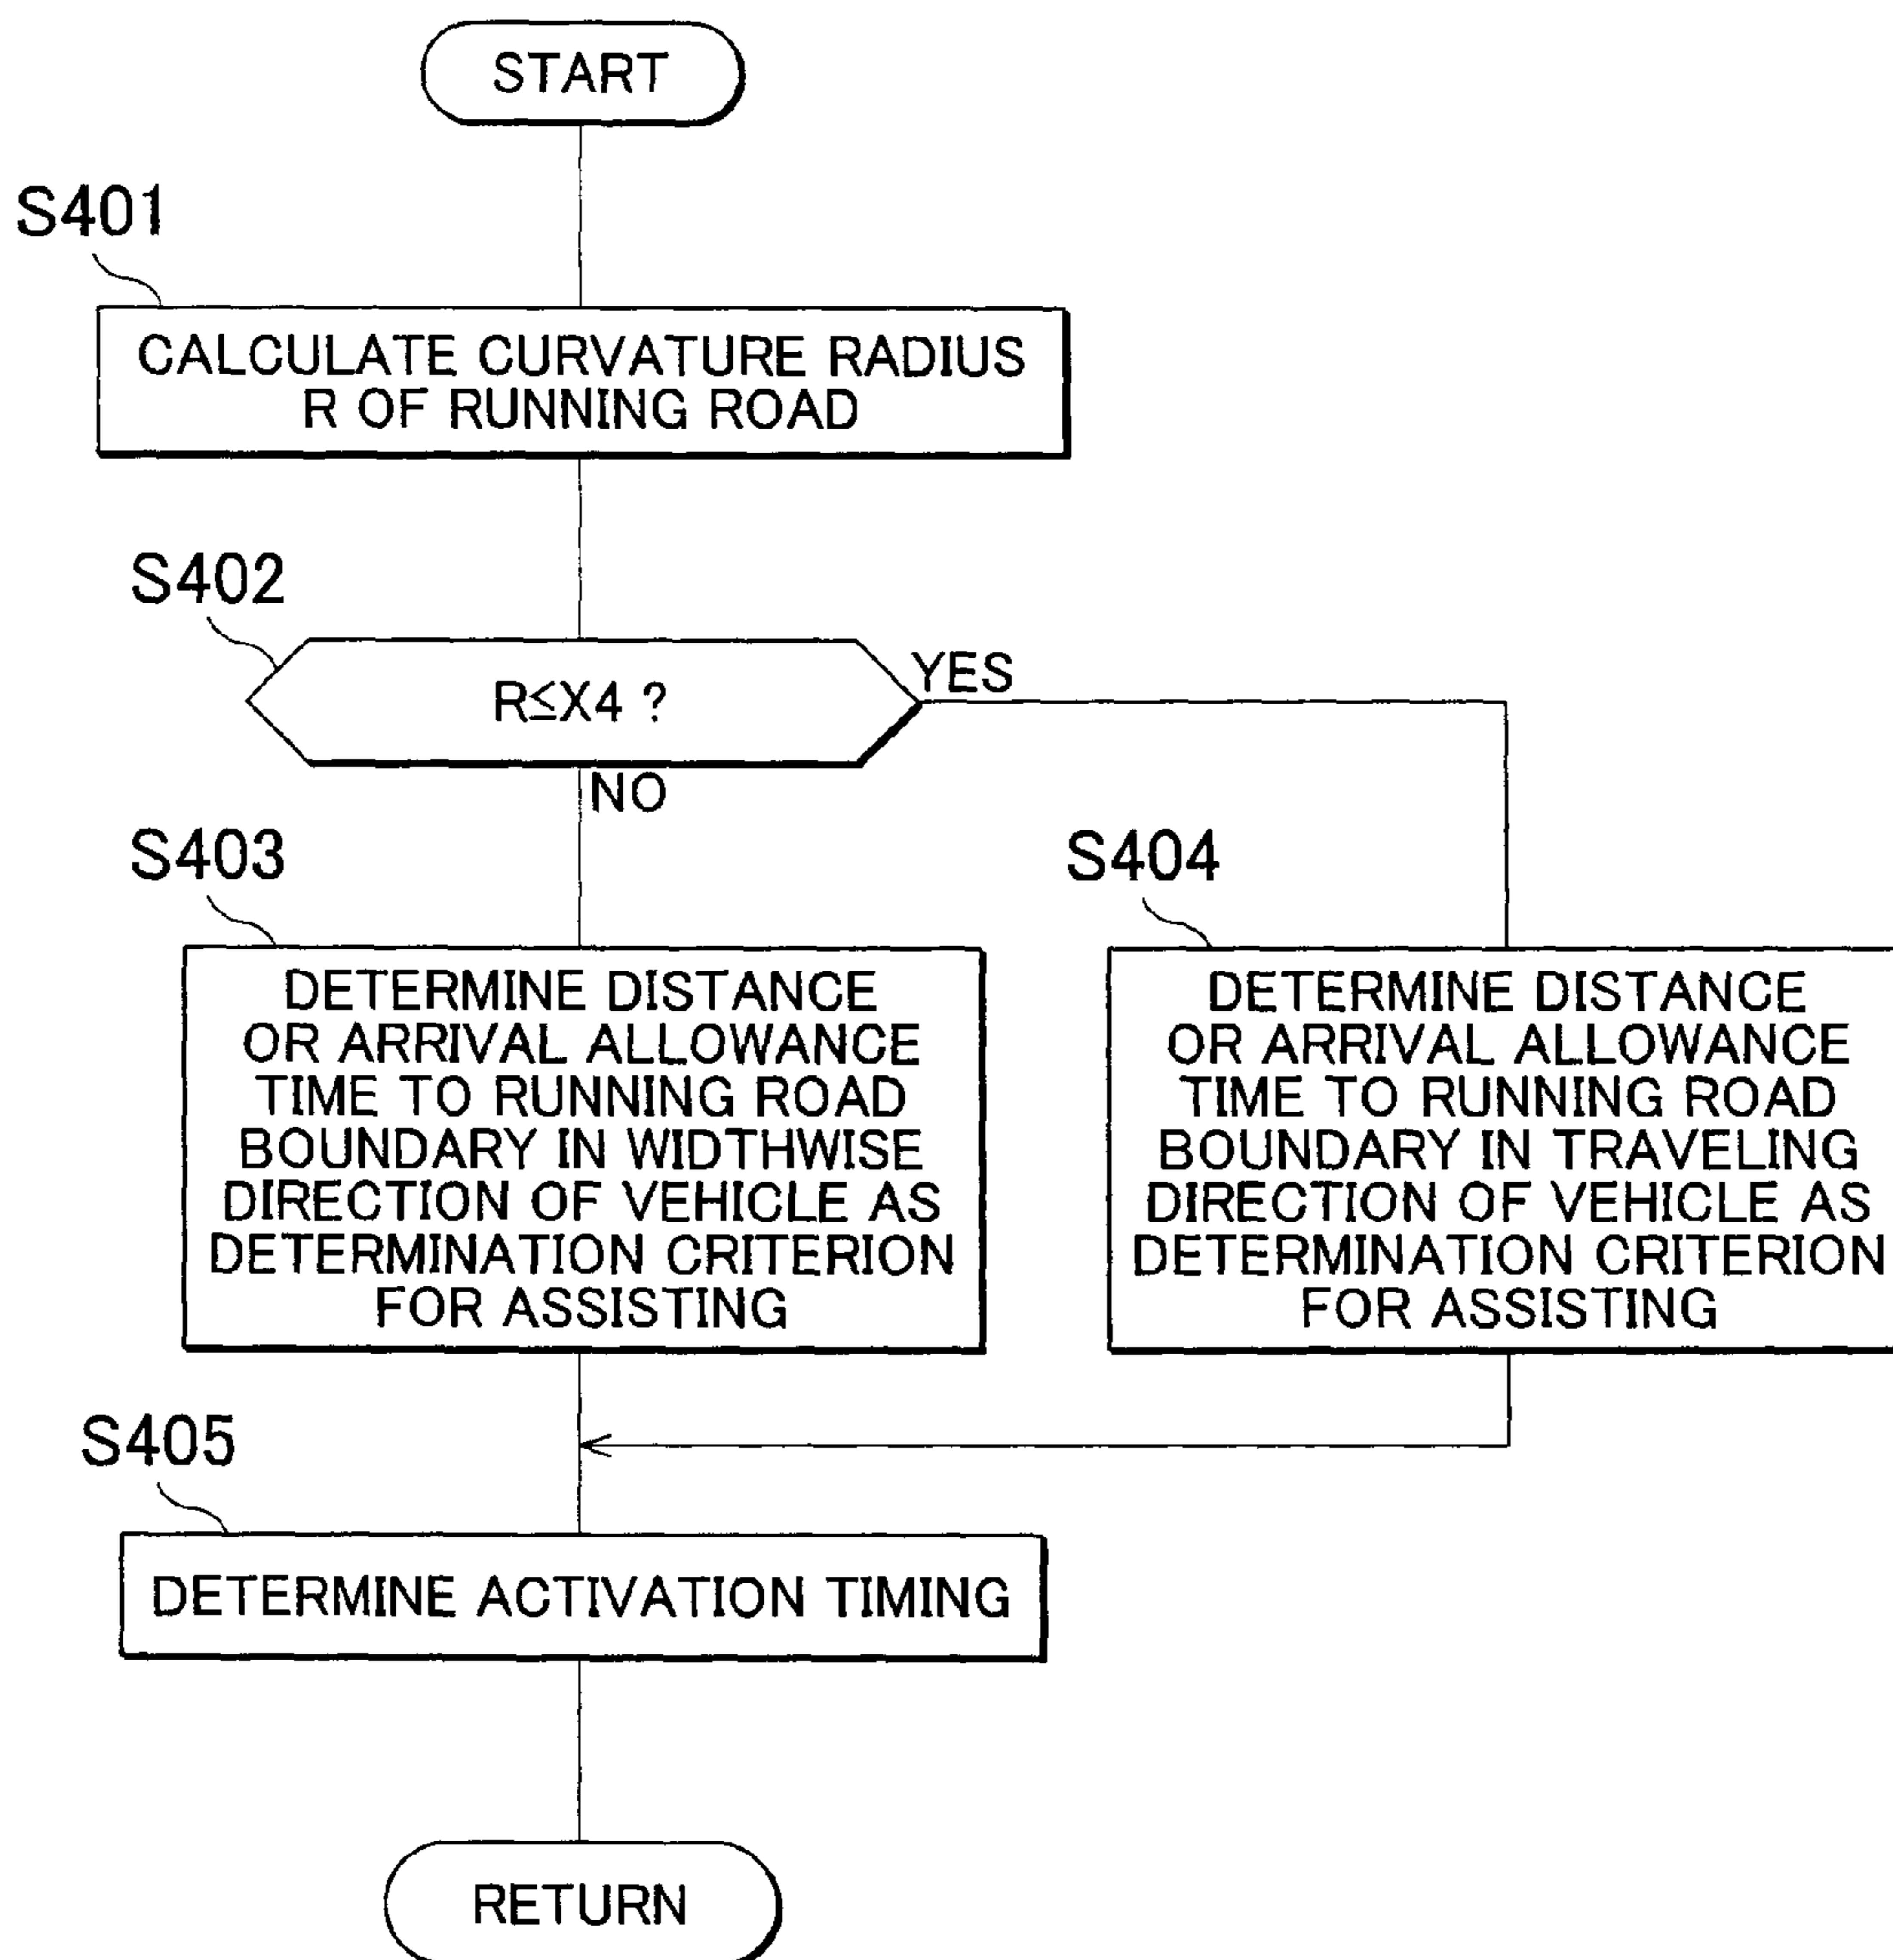 START
S401
CALCULATE CURVATURE RADIUS
R OF RUNNING ROAD
S402
R≤X4 ?
YES
NO
S403
DETERMINE DISTANCE
OR ARRIVAL ALLOWANCE
TIME TO RUNNING ROAD
BOUNDARY IN WIDTHWISE
DIRECTION OF VEHICLE AS
DETERMINATION CRITERION
FOR ASSISTING
S404
DETERMINE DISTANCE
OR ARRIVAL ALLOWANCE
TIME TO RUNNING ROAD
BOUNDARY IN TRAVELING
DIRECTION OF VEHICLE AS
DETERMINATION CRITERION
FOR ASSISTING
S405
DETERMINE ACTIVATION TIMING
RETURN